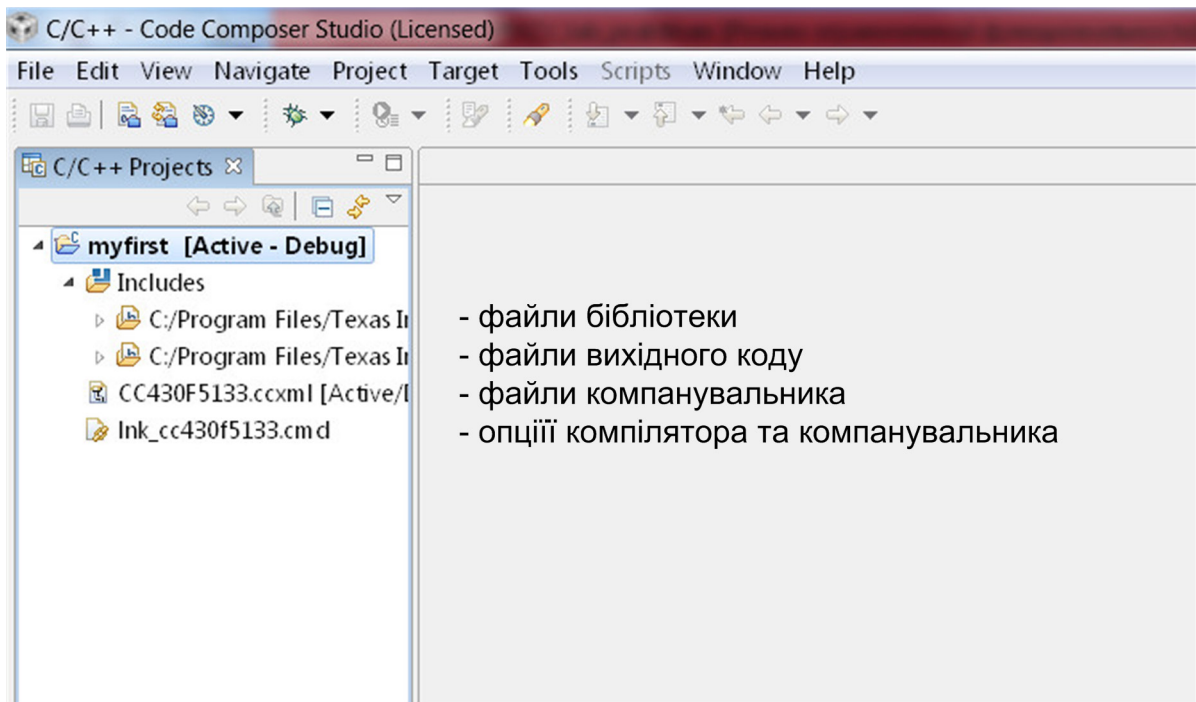 C/C++ - Code Composer Studio (Licensed)
File Edit View Navigate Project Target Tools Scripts Window Help
C/C++ Projects
myfirst [Active - Debug]
Includes
C:/Program Files/Texas In
C:/Program Files/Texas In
CC430F5133.ccxml [Active/D
lnk_cc430f5133.cmd
- файли бібліотеки
- файли вихідного коду
- файли компанувальника
- опціїї компілятора та компанувальника